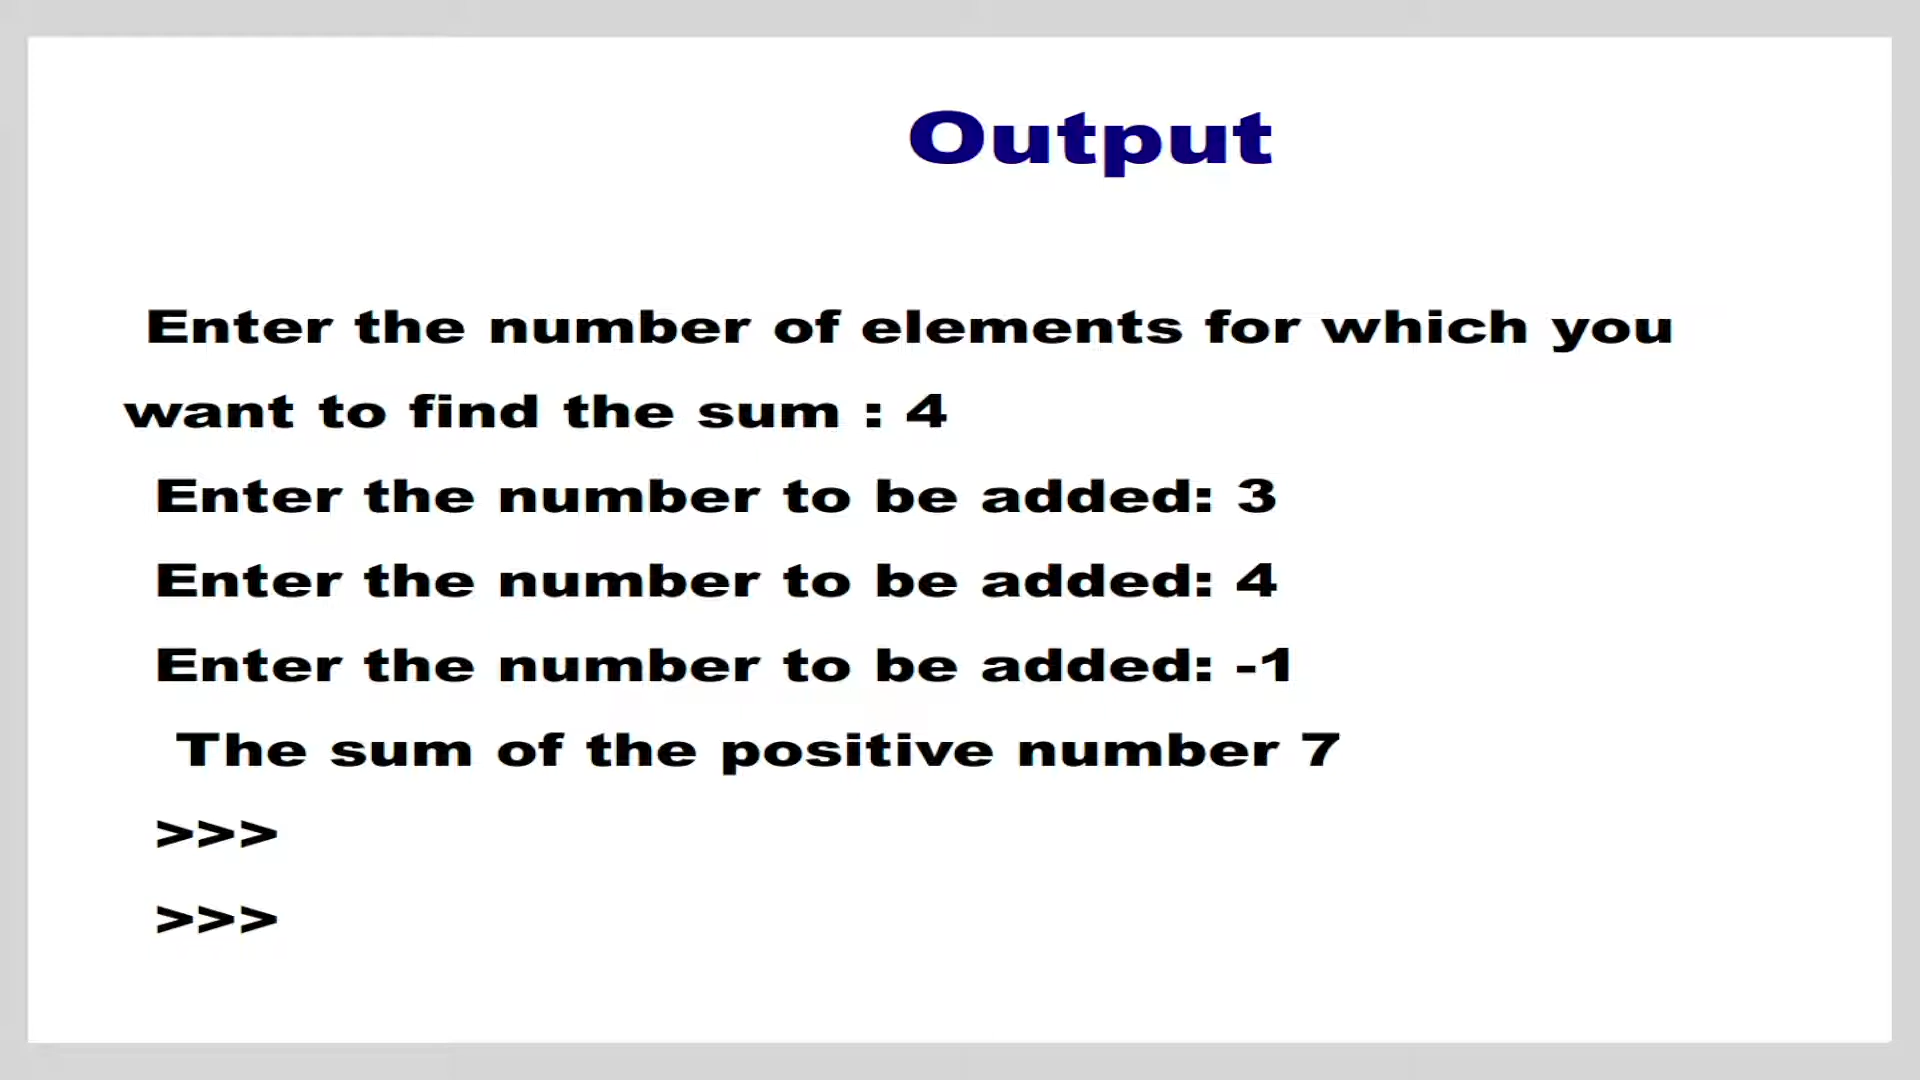 Output
Enter the number of elements for which you
want to find the sum : 4
Enter the number to be added: 3
Enter the number to be added: 4
Enter the number to be added: -1
The sum of the positive number 7
>>>
>>>